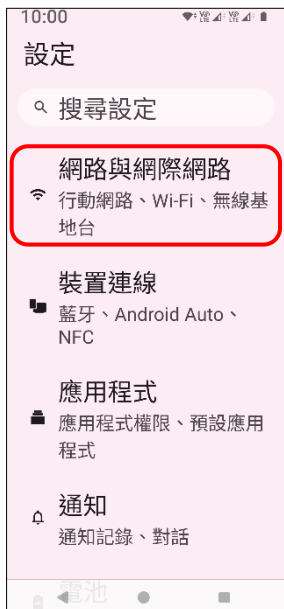 10:00
設定
搜尋設定
網路與網際網路
行動網路、Wi-Fi、無線基
地台
裝置連線
藍牙、Android Auto、
NFC
應用程式
應用程式權限、預設應用
程式
通知
通知記錄、對話
電池